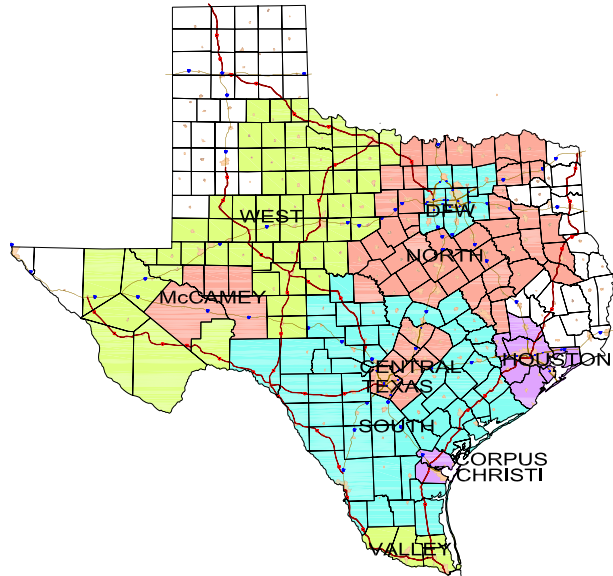 DFW
WEST
NORTH
McCAMEY
HOUSTON
CENTRAL
TEXAS
SOUTH
CORPUS
CHRISTI
VALLEY